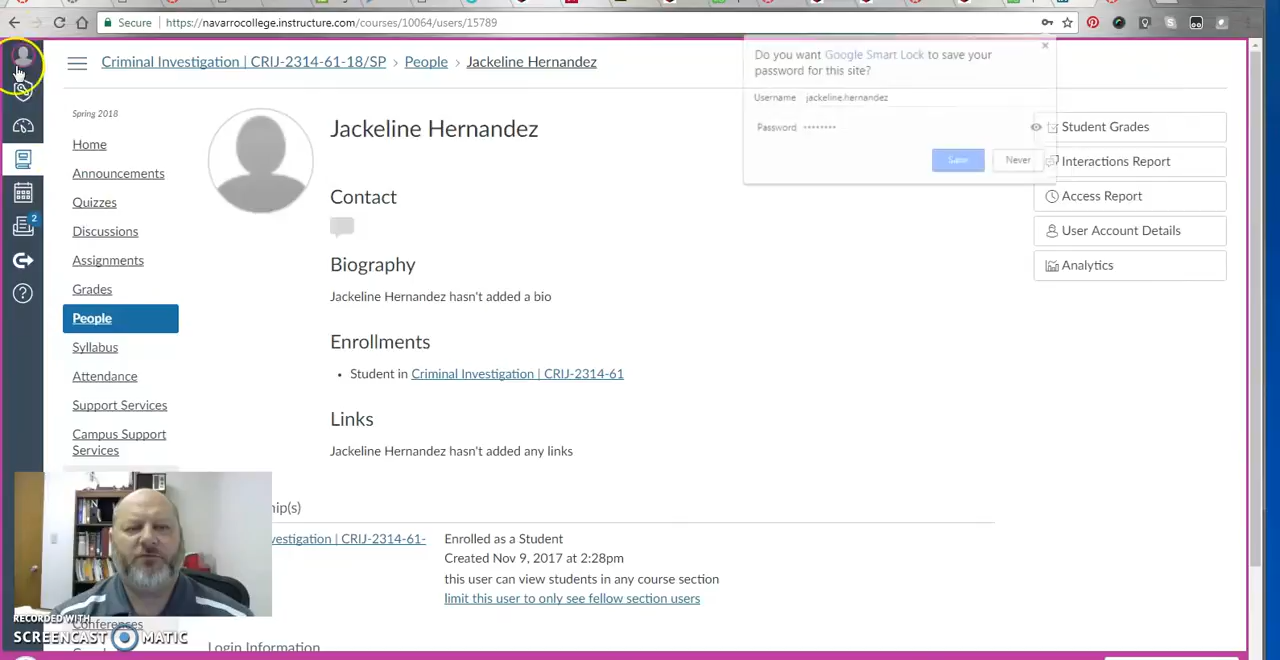 Secure
https://navarrocollege.instructure.com/courses/10064/users/15789
Criminal Investigation | CRIJ-2314-61-18/SP > People > Jackeline Hernandez
Do you want Google Smart Lock to save your
password for this site?
Username jackeline.hernandez
Password ••••••••
Save Never
Spring 2018
Home
Announcements
Quizzes
Discussions
Assignments
Grades
People
Syllabus
Attendance
Support Services
Campus Support
Services
Conferences
2
Jackeline Hernandez
Contact
Biography
Jackeline Hernandez hasn't added a bio
Enrollments
• Student in Criminal Investigation | CRIJ-2314-61
Links
Jackeline Hernandez hasn't added any links
hip(s)
vestigation | CRIJ-2314-61-
Enrolled as a Student
Created Nov 9, 2017 at 2:28pm
this user can view students in any course section
limit this user to only see fellow section users
Login Information
Student Grades
Interactions Report
Access Report
User Account Details
Analytics
RECORDED WITH
SCREENCAST MATIC